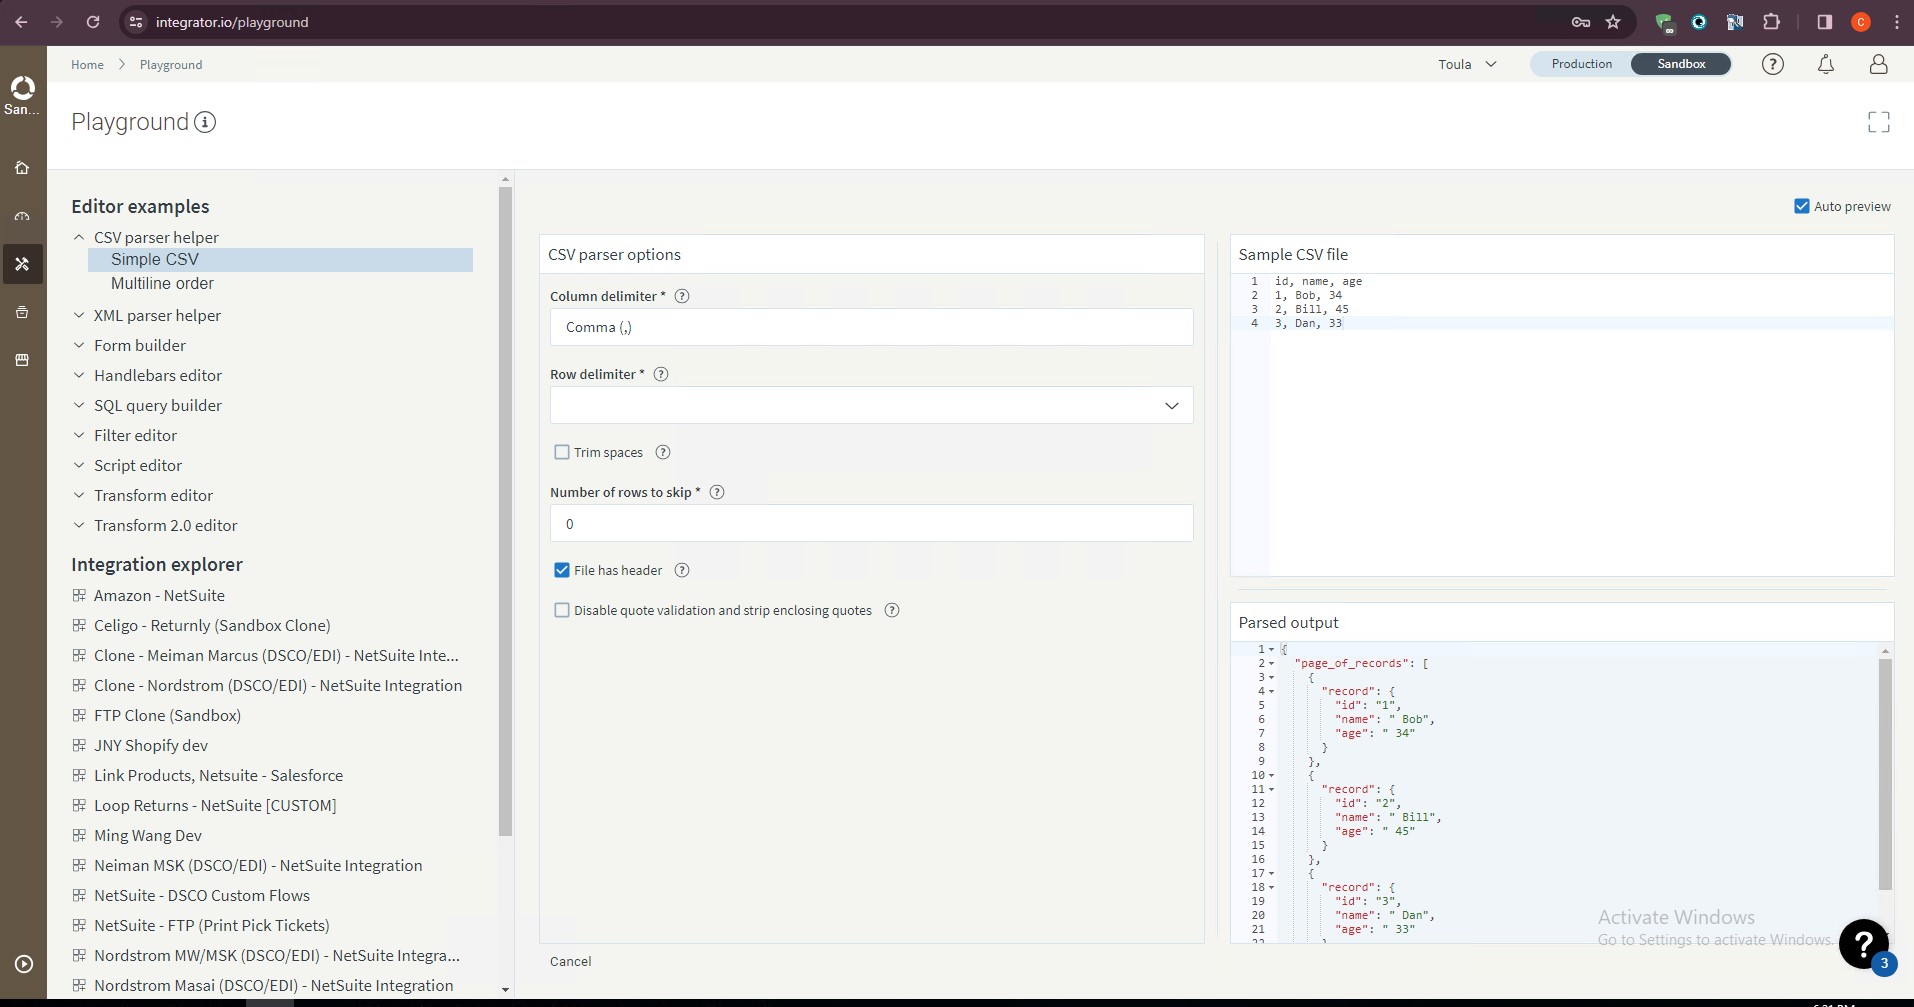 integrator.io/playground
C
Home
Playground
Toula
Production
Sandbox
?
San...
Playground
i
Editor examples
CSV parser helper
Simple CSV
Multiline order
XML parser helper
Form builder
Handlebars editor
SQL query builder
Filter editor
Script editor
Transform editor
Transform 2.0 editor
Integration explorer
Amazon - NetSuite
Celigo - Returnly (Sandbox Clone)
Clone - Meiman Marcus (DSCO/EDI) - NetSuite Inte...
Clone - Nordstrom (DSCO/EDI) - NetSuite Integration
FTP Clone (Sandbox)
JNY Shopify dev
Link Products, Netsuite - Salesforce
Loop Returns - NetSuite [CUSTOM]
Ming Wang Dev
Neiman MSK (DSCO/EDI) - NetSuite Integration
NetSuite - DSCO Custom Flows
NetSuite - FTP (Print Pick Tickets)
Nordstrom MW/MSK (DSCO/EDI) - NetSuite Integra...
Nordstrom Masai (DSCO/EDI) - NetSuite Integration
CSV parser options
Column delimiter * ?
Comma (,)
Row delimiter * ?
Trim spaces ?
Number of rows to skip * ?
0
File has header ?
Disable quote validation and strip enclosing quotes ?
Cancel
Auto preview
Sample CSV file
1 id, name, age
2 1, Bob, 34
3 2, Bill, 45
4 3, Dan, 33
Parsed output
1 {
2 "page_of_records": [
3 {
4 "record": {
5 "id": "1",
6 "name": " Bob",
7 "age": " 34"
8 }
9 },
10 {
11 "record": {
12 "id": "2",
13 "name": " Bill",
14 "age": " 45"
15 }
16 },
17 {
18 "record": {
19 "id": "3",
20 "name": " Dan",
21 "age": " 33"
22 }
Activate Windows
Go to Settings to activate Windows.
?
3